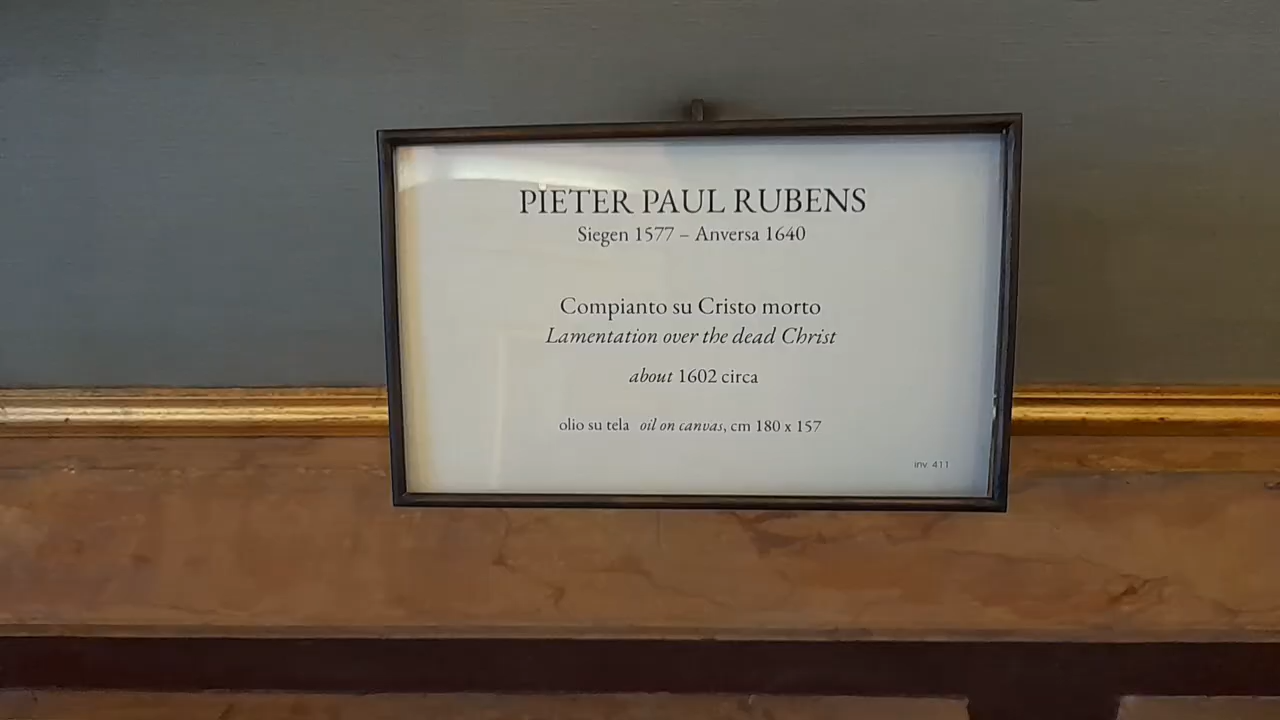 PIETER PAUL RUBENS
Siegen 1577 – Anversa 1640
Compianto su Cristo morto
Lamentation over the dead Christ
about 1602 circa
olio su tela oil on canvas, cm 180 x 157
inv. 411